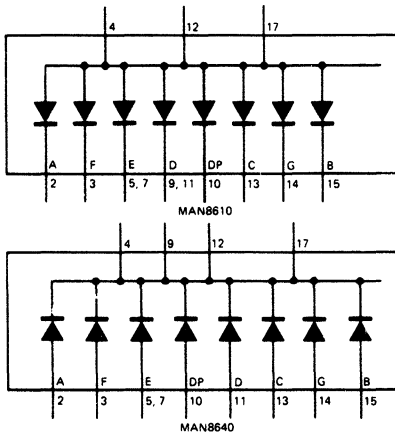 4 12 17
A F E D DP C G B
2 3 5, 7 9, 11 10 13 14 15
MAN8610
4 9 12 17
A F E DP D C G B
2 3 5, 7 10 11 13 14 15
MAN8640